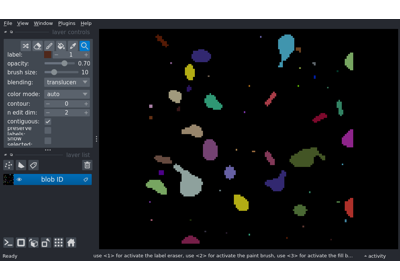 File View Window Plugins Help
layer controls
label: 1
opacity: 0.70
brush size: 10
blending: translucen
color mode: auto
contour: 0
n edit dim: 2
contiguous: ✓
preserve
labels:
show
selected:
layer list
blob ID
Ready use <1> for activate the label eraser, use <2> for activate the paint brush, use <3> for activate the fill b... activity